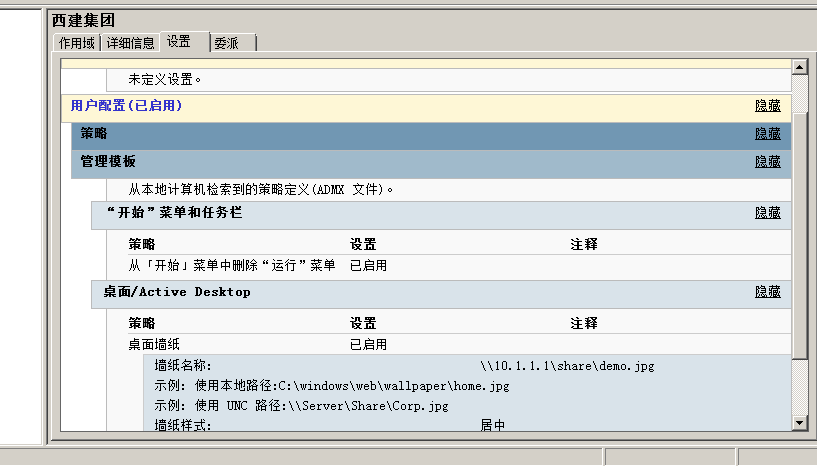 西建集团
作用域 详细信息 设置 委派
未定义设置。
用户配置(已启用) 隐藏
策略 隐藏
管理模板 隐藏
从本地计算机检索到的策略定义(ADMX 文件)。
“开始”菜单和任务栏 隐藏
策略 设置 注释
从「开始」菜单中删除“运行”菜单 已启用
桌面/Active Desktop 隐藏
策略 设置 注释
桌面墙纸 已启用
墙纸名称: \\10.1.1.1\share\demo.jpg
示例: 使用本地路径:C:\windows\web\wallpaper\home.jpg
示例: 使用 UNC 路径:\\Server\Share\Corp.jpg
墙纸样式: 居中